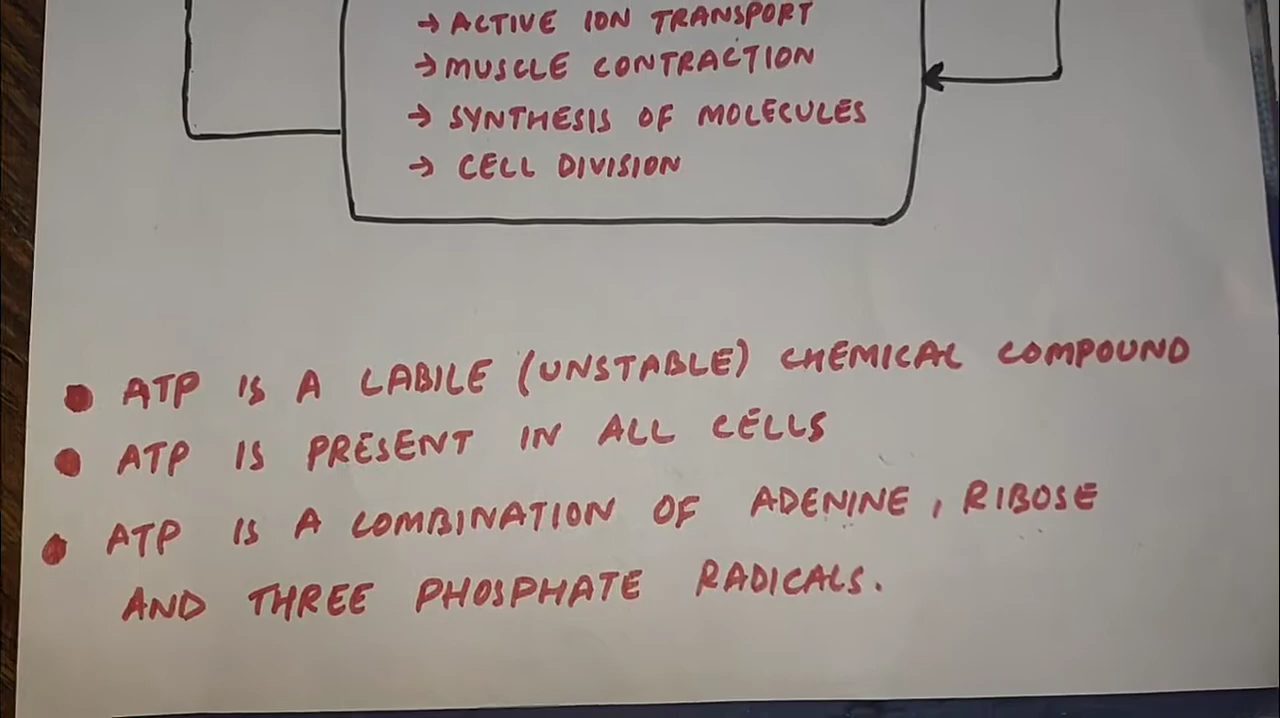 → ACTIVE ION TRANSPORT
→ MUSCLE CONTRACTION
→ SYNTHESIS OF MOLECULES
→ CELL DIVISION
● ATP IS A LABILE (UNSTABLE) CHEMICAL COMPOUND
● ATP IS PRESENT IN ALL CELLS
● ATP IS A COMBINATION OF ADENINE, RIBOSE
AND THREE PHOSPHATE RADICALS.